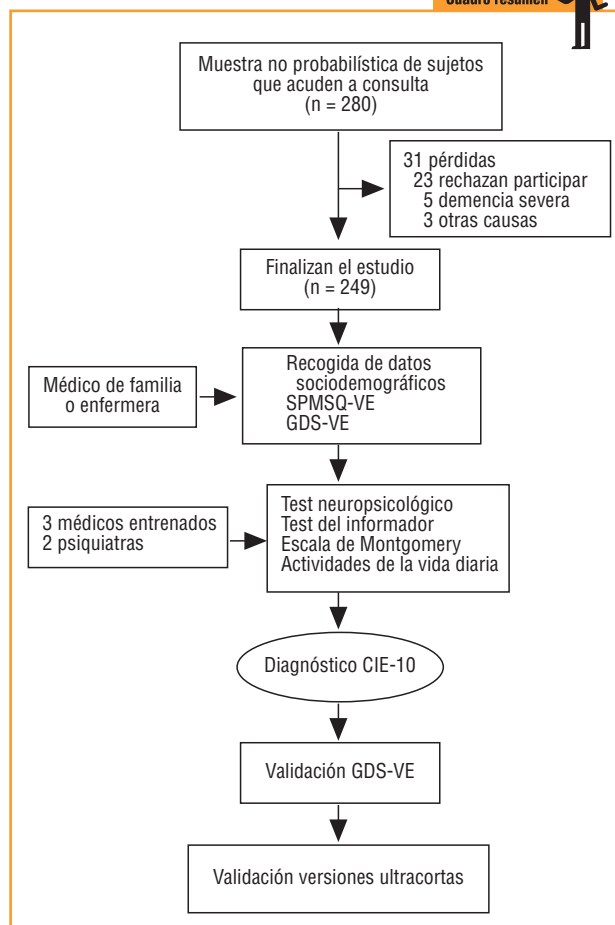 Cuadro resumen
Muestra no probabilística de sujetos
que acuden a consulta
(n = 280)
31 pérdidas
23 rechazan participar
5 demencia severa
3 otras causas
Finalizan el estudio
(n = 249)
Médico de familia
o enfermera
Recogida de datos
sociodemográficos
SPMSQ-VE
GDS-VE
3 médicos entrenados
2 psiquiatras
Test neuropsicológico
Test del informador
Escala de Montgomery
Actividades de la vida diaria
Diagnóstico CIE-10
Validación GDS-VE
Validación versiones ultracortas